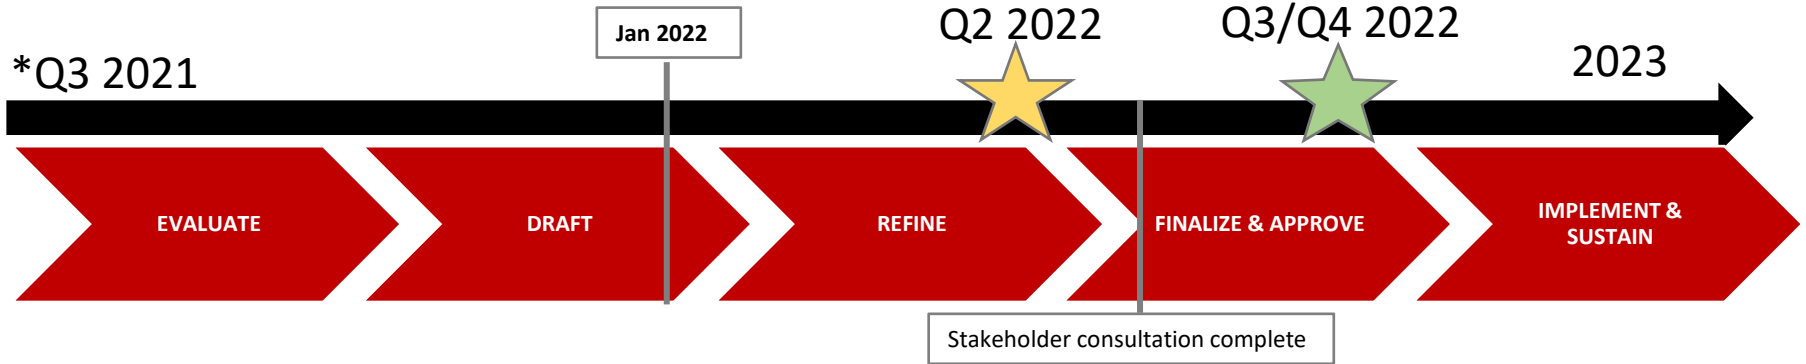 *Q3 2021
Jan 2022
Q2 2022
Q3/Q4 2022
2023
EVALUATE
DRAFT
REFINE
FINALIZE & APPROVE
IMPLEMENT &
SUSTAIN
Stakeholder consultation complete